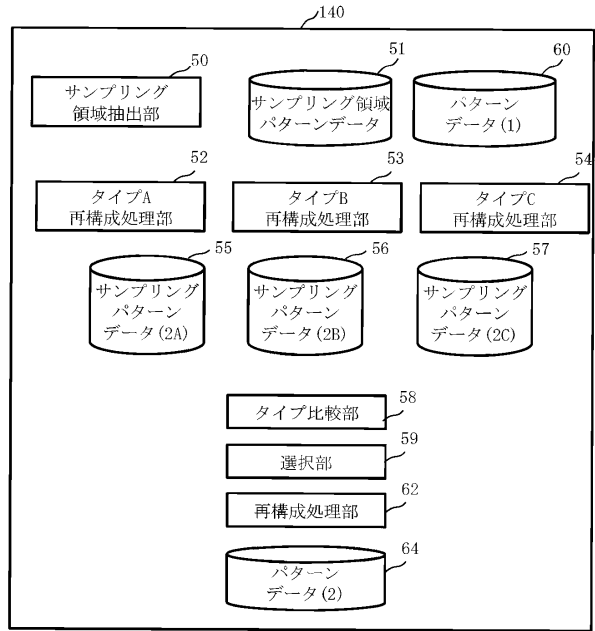 140
50
51
60
サンプリング
領域抽出部
サンプリング領域
パターンデータ
パターン
データ(1)
52
53
54
タイプA
再構成処理部
タイプB
再構成処理部
タイプC
再構成処理部
55
56
57
サンプリング
パターン
データ(2A)
サンプリング
パターン
データ(2B)
サンプリング
パターン
データ(2C)
タイプ比較部
58
選択部
59
再構成処理部
62
パターン
データ(2)
64